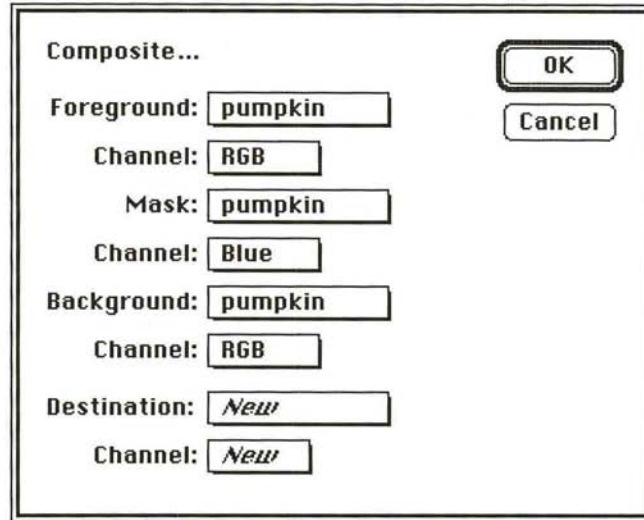 Composite...
OK
Cancel
Foreground: pumpkin
Channel: RGB
Mask: pumpkin
Channel: Blue
Background: pumpkin
Channel: RGB
Destination: New
Channel: New